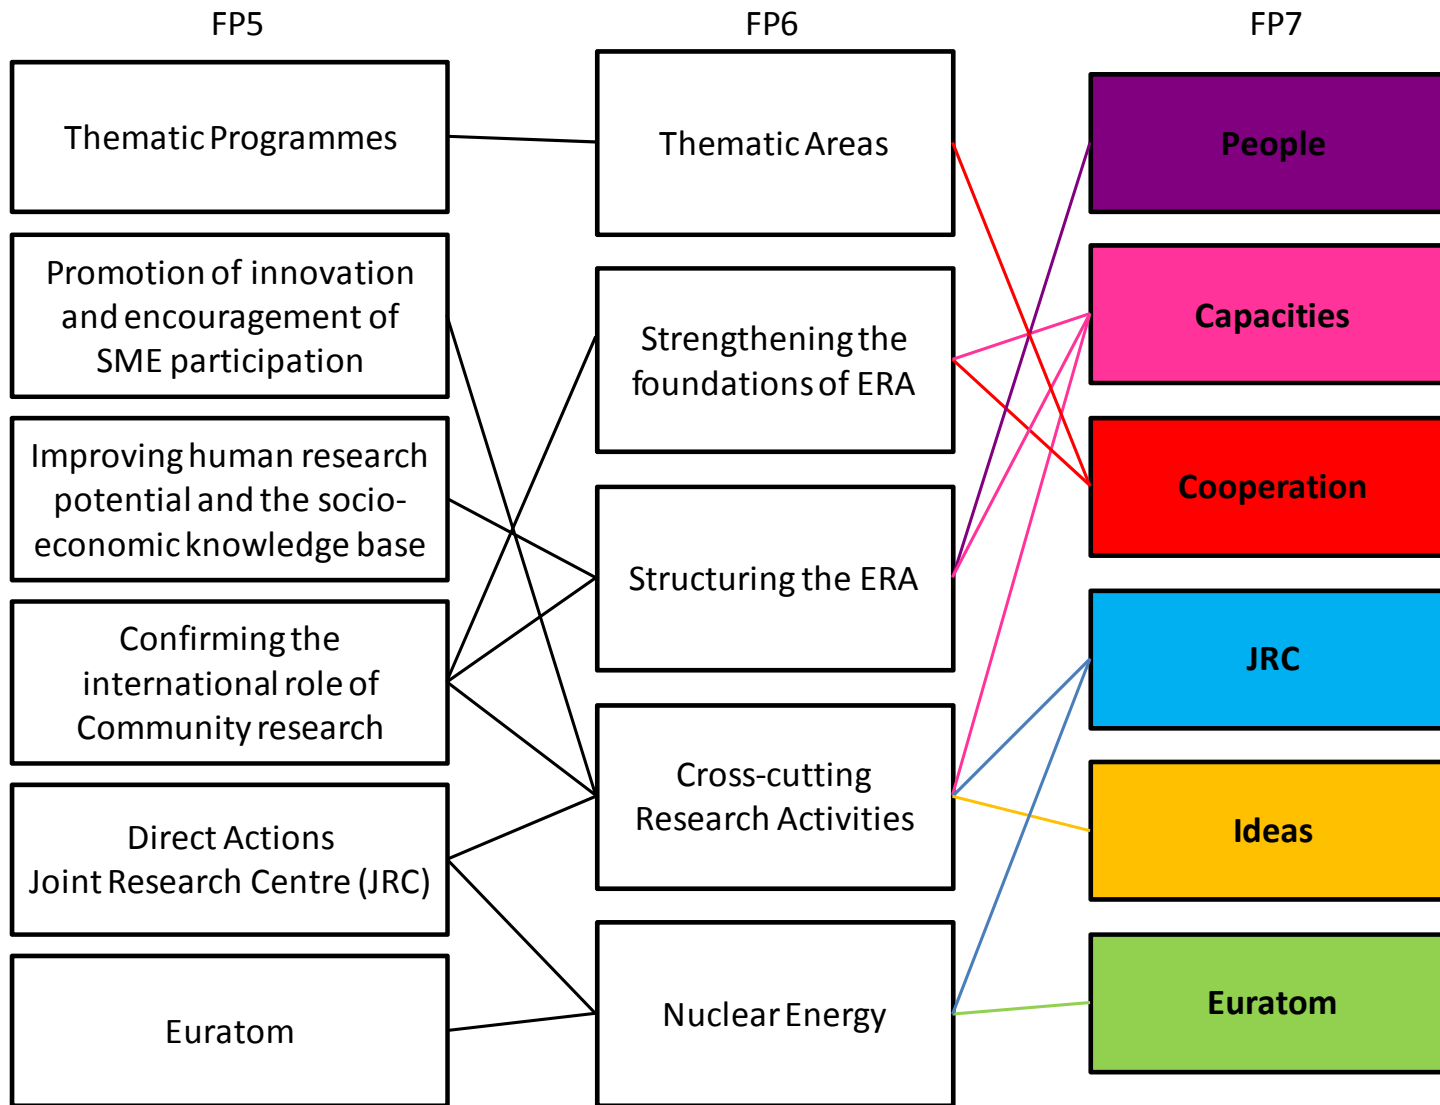 FP5
FP6
FP7
Thematic Programmes
Promotion of innovation
and encouragement of
SME participation
Improving human research
potential and the socio-
economic knowledge base
Confirming the
international role of
Community research
Direct Actions
Joint Research Centre (JRC)
Euratom
Thematic Areas
Strengthening the
foundations of ERA
Structuring the ERA
Cross-cutting
Research Activities
Nuclear Energy
People
Capacities
Cooperation
JRC
Ideas
Euratom